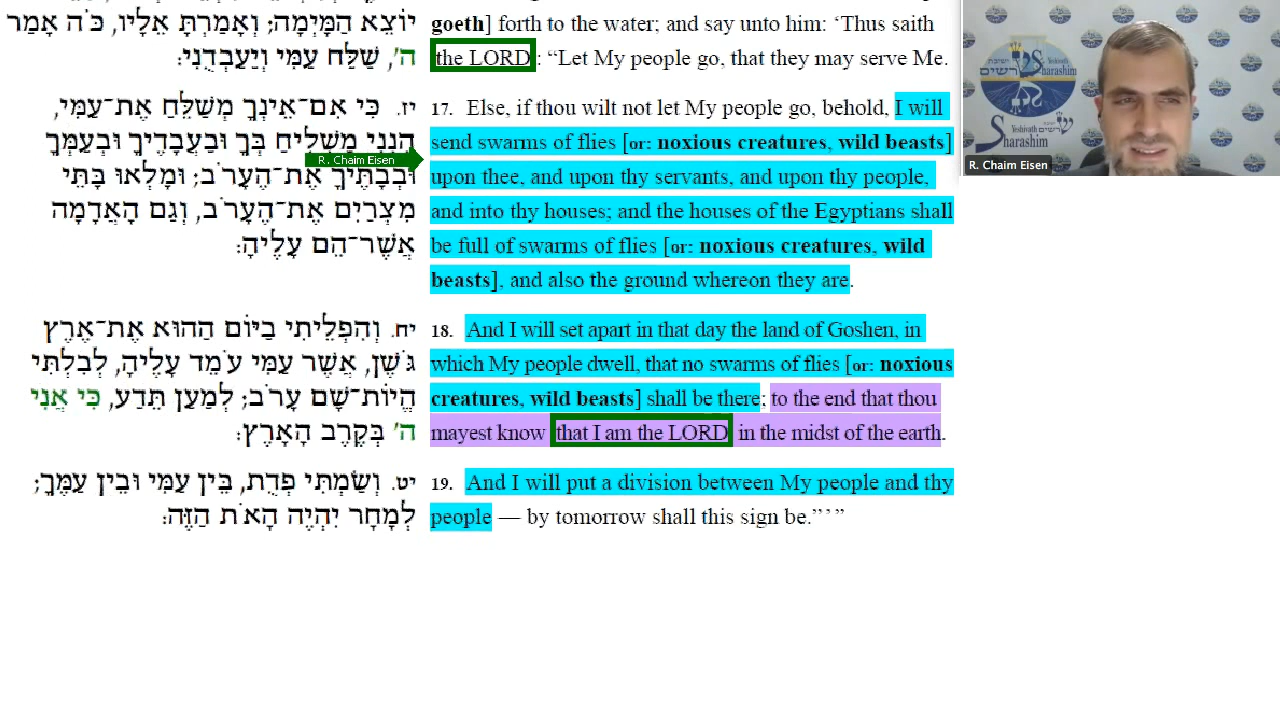 יוֹצֵא הַמָּיְמָה; וְאָמַרְתָּ אֵלָיו, כֹּה אָמַר
ה', שַׁלַּח עַמִּי וְיַעַבְדֻנִי:
goeth] forth to the water; and say unto him: ‘Thus saith
the LORD: “Let My people go, that they may serve Me.
יז. כִּי אִם־אֵינְךָ מְשַׁלֵּחַ אֶת־עַמִּי,
הִנְנִי מַשְׁלִיחַ בְּךָ וּבַעֲבָדֶיךָ וּבְעַמְּךָ
וּבְבָתֶּיךָ אֶת־הֶעָרֹב; וּמָלְאוּ בָּתֵּי
מִצְרַיִם אֶת־הֶעָרֹב, וְגַם הָאֲדָמָה
אֲשֶׁר־הֵם עָלֶיהָ:
R. Chaim Eisen
17. Else, if thou wilt not let My people go, behold, I will
send swarms of flies [or: noxious creatures, wild beasts]
upon thee, and upon thy servants, and upon thy people,
and into thy houses; and the houses of the Egyptians shall
be full of swarms of flies [or: noxious creatures, wild
beasts], and also the ground whereon they are.
יח. וְהִפְלֵיתִי בַיּוֹם הַהוּא אֶת־אֶרֶץ
גֹּשֶׁן, אֲשֶׁר עַמִּי עֹמֵד עָלֶיהָ, לְבִלְתִּי
הֱיוֹת־שָׁם עָרֹב; לְמַעַן תֵּדַע, כִּי אֲנִי
ה' בְּקֶרֶב הָאָרֶץ:
18. And I will set apart in that day the land of Goshen, in
which My people dwell, that no swarms of flies [or: noxious
creatures, wild beasts] shall be there; to the end that thou
mayest know that I am the LORD in the midst of the earth.
יט. וְשַׂמְתִּי פְדֻת, בֵּין עַמִּי וּבֵין עַמֶּךָ;
לְמָחָר יִהְיֶה הָאֹת הַזֶּה:
19. And I will put a division between My people and thy
people — by tomorrow shall this sign be.”’”
Yeshivath
Sharashim
ישיבת
שרשים
Sharashim
Yeshivath שרשים
R. Chaim Eisen